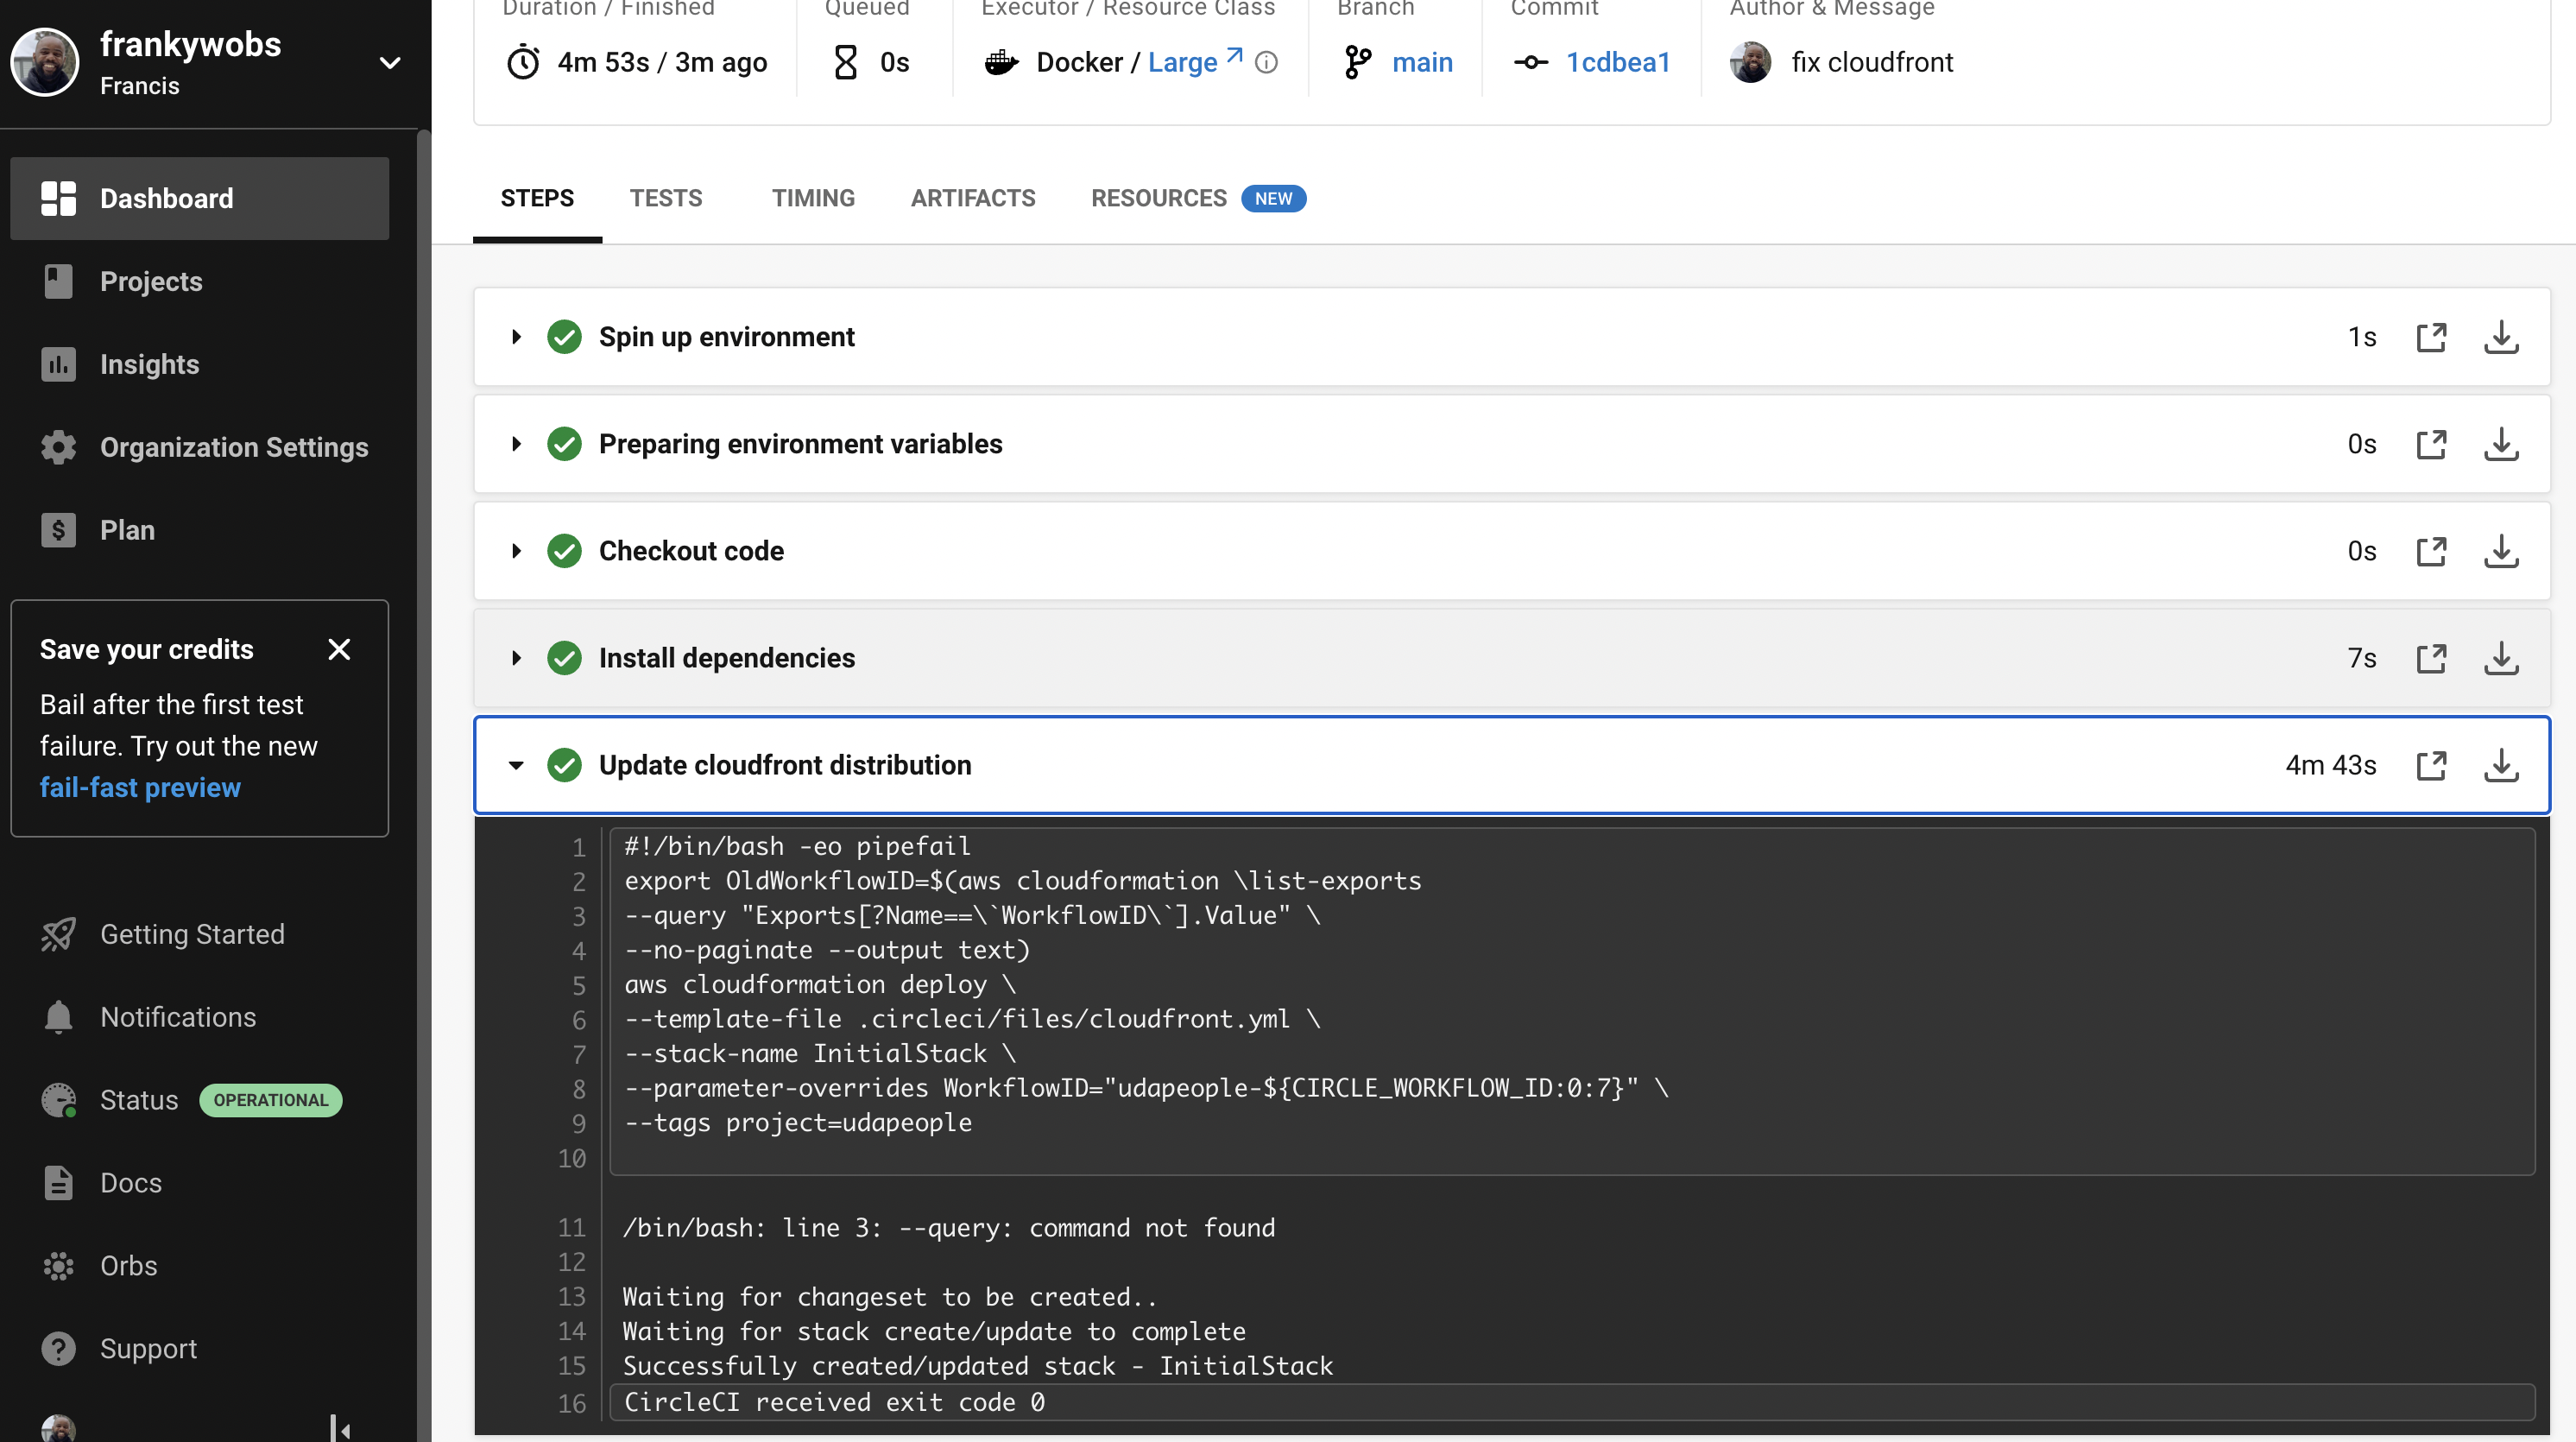 frankywobs
Francis
Dashboard
Projects
Insights
Organization Settings
Plan
Save your credits
Bail after the first test
failure. Try out the new
fail-fast preview
Getting Started
Notifications
Status OPERATIONAL
Docs
Orbs
Support
Duration / Finished
4m 53s / 3m ago
Queued
0s
Executor / Resource Class
Docker / Large
Branch
main
Commit
1cdbea1
Author & Message
fix cloudfront
STEPS TESTS TIMING ARTIFACTS RESOURCES NEW
Spin up environment 1s
Preparing environment variables 0s
Checkout code 0s
Install dependencies 7s
Update cloudfront distribution 4m 43s
1 #!/bin/bash -eo pipefail
2 export OldWorkflowID=$(aws cloudformation \list-exports
3 --query "Exports[?Name==\`WorkflowID\`].Value" \
4 --no-paginate --output text)
5 aws cloudformation deploy \
6 --template-file .circleci/files/cloudfront.yml \
7 --stack-name InitialStack \
8 --parameter-overrides WorkflowID="udapeople-${CIRCLE_WORKFLOW_ID:0:7}" \
9 --tags project=udapeople
10
11 /bin/bash: line 3: --query: command not found
12
13 Waiting for changeset to be created..
14 Waiting for stack create/update to complete
15 Successfully created/updated stack - InitialStack
16 CircleCI received exit code 0